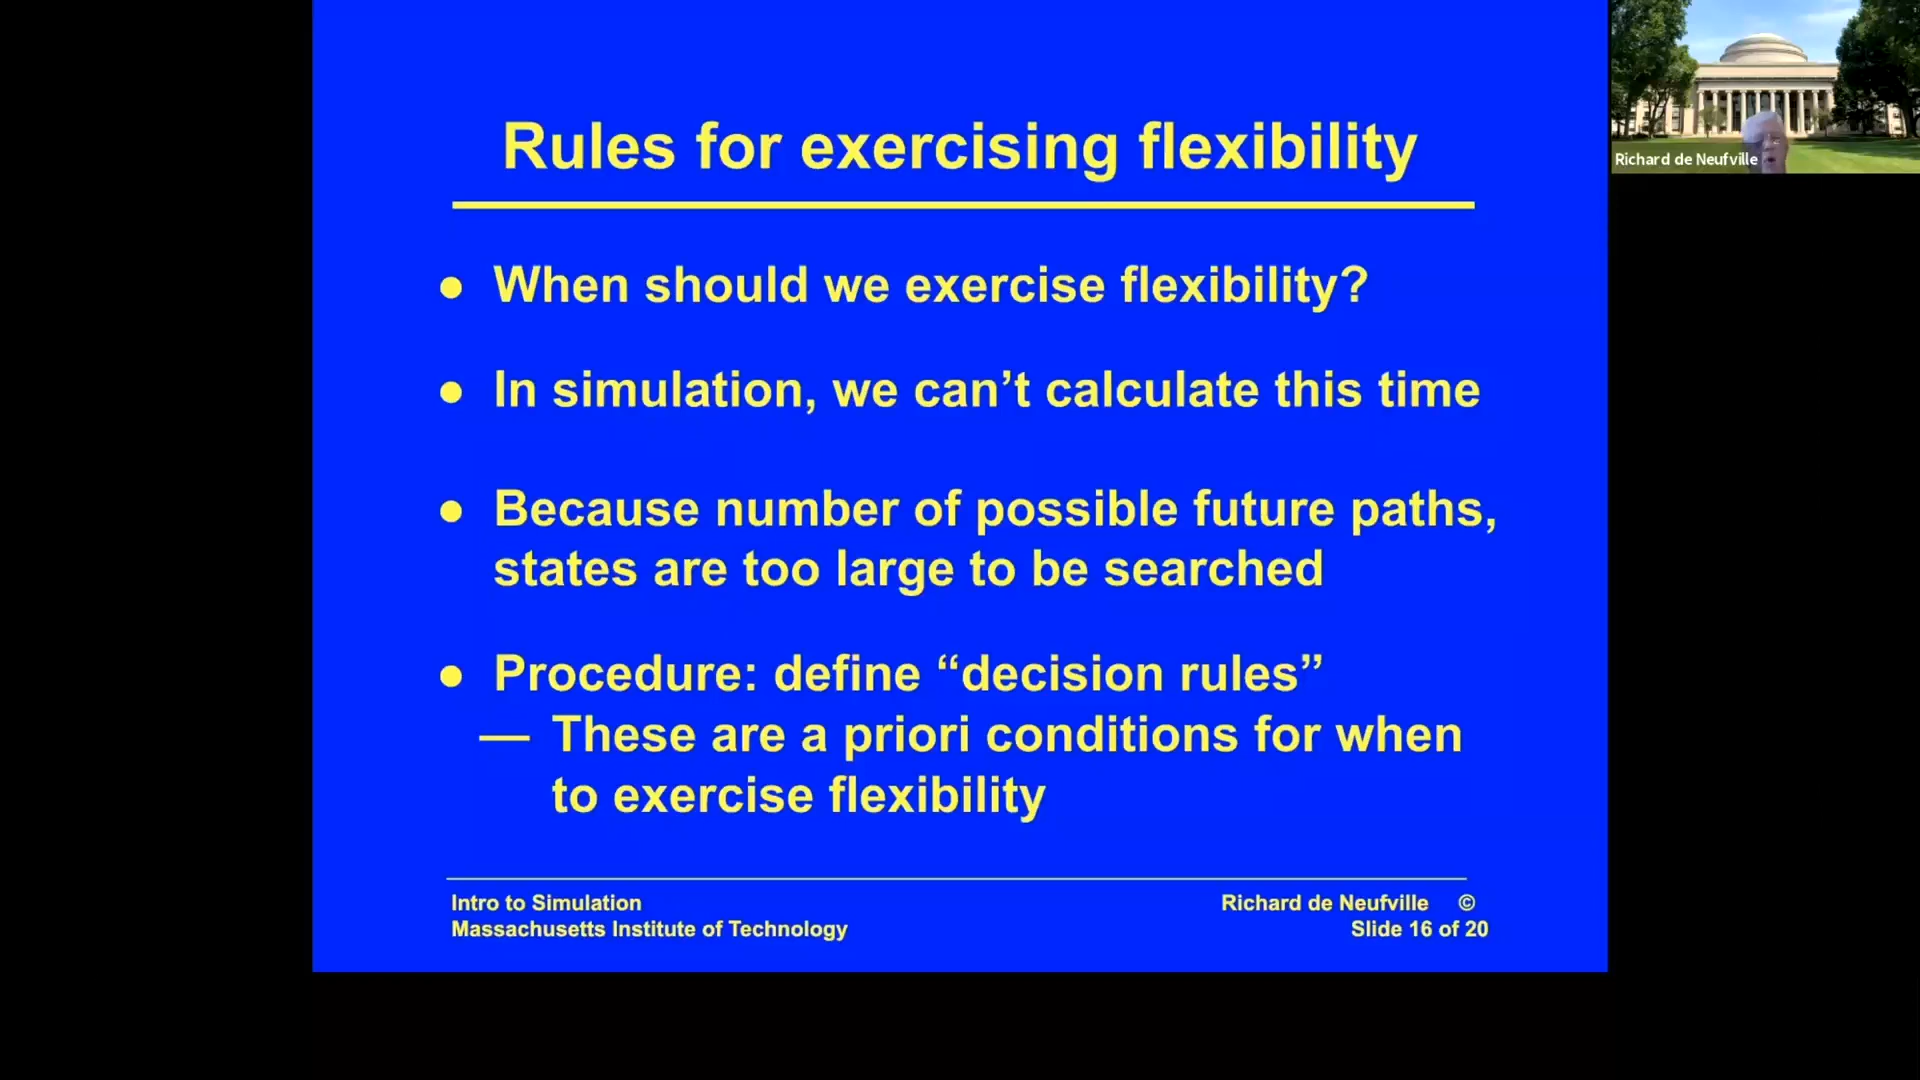 Rules for exercising flexibility
● When should we exercise flexibility?
● In simulation, we can’t calculate this time
● Because number of possible future paths,
states are too large to be searched
● Procedure: define “decision rules”
— These are a priori conditions for when
to exercise flexibility
Intro to Simulation
Massachusetts Institute of Technology
Richard de Neufville ©
Slide 16 of 20
Richard de Neufville